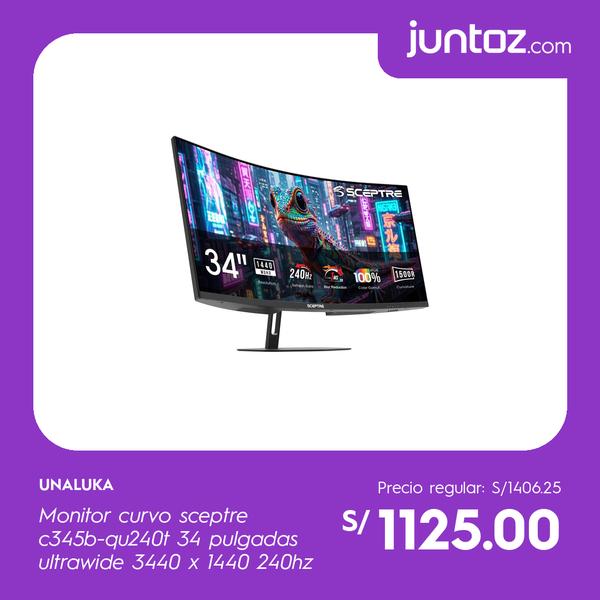 juntoz.com
SCEPTRE
34"
1440
240Hz
100%
1500R
Curvature
SCEPTRE
UNALUKA
Monitor curvo sceptre
c345b-qu240t 34 pulgadas
ultrawide 3440 x 1440 240hz
Precio regular: S/1406.25
S/ 1125.00